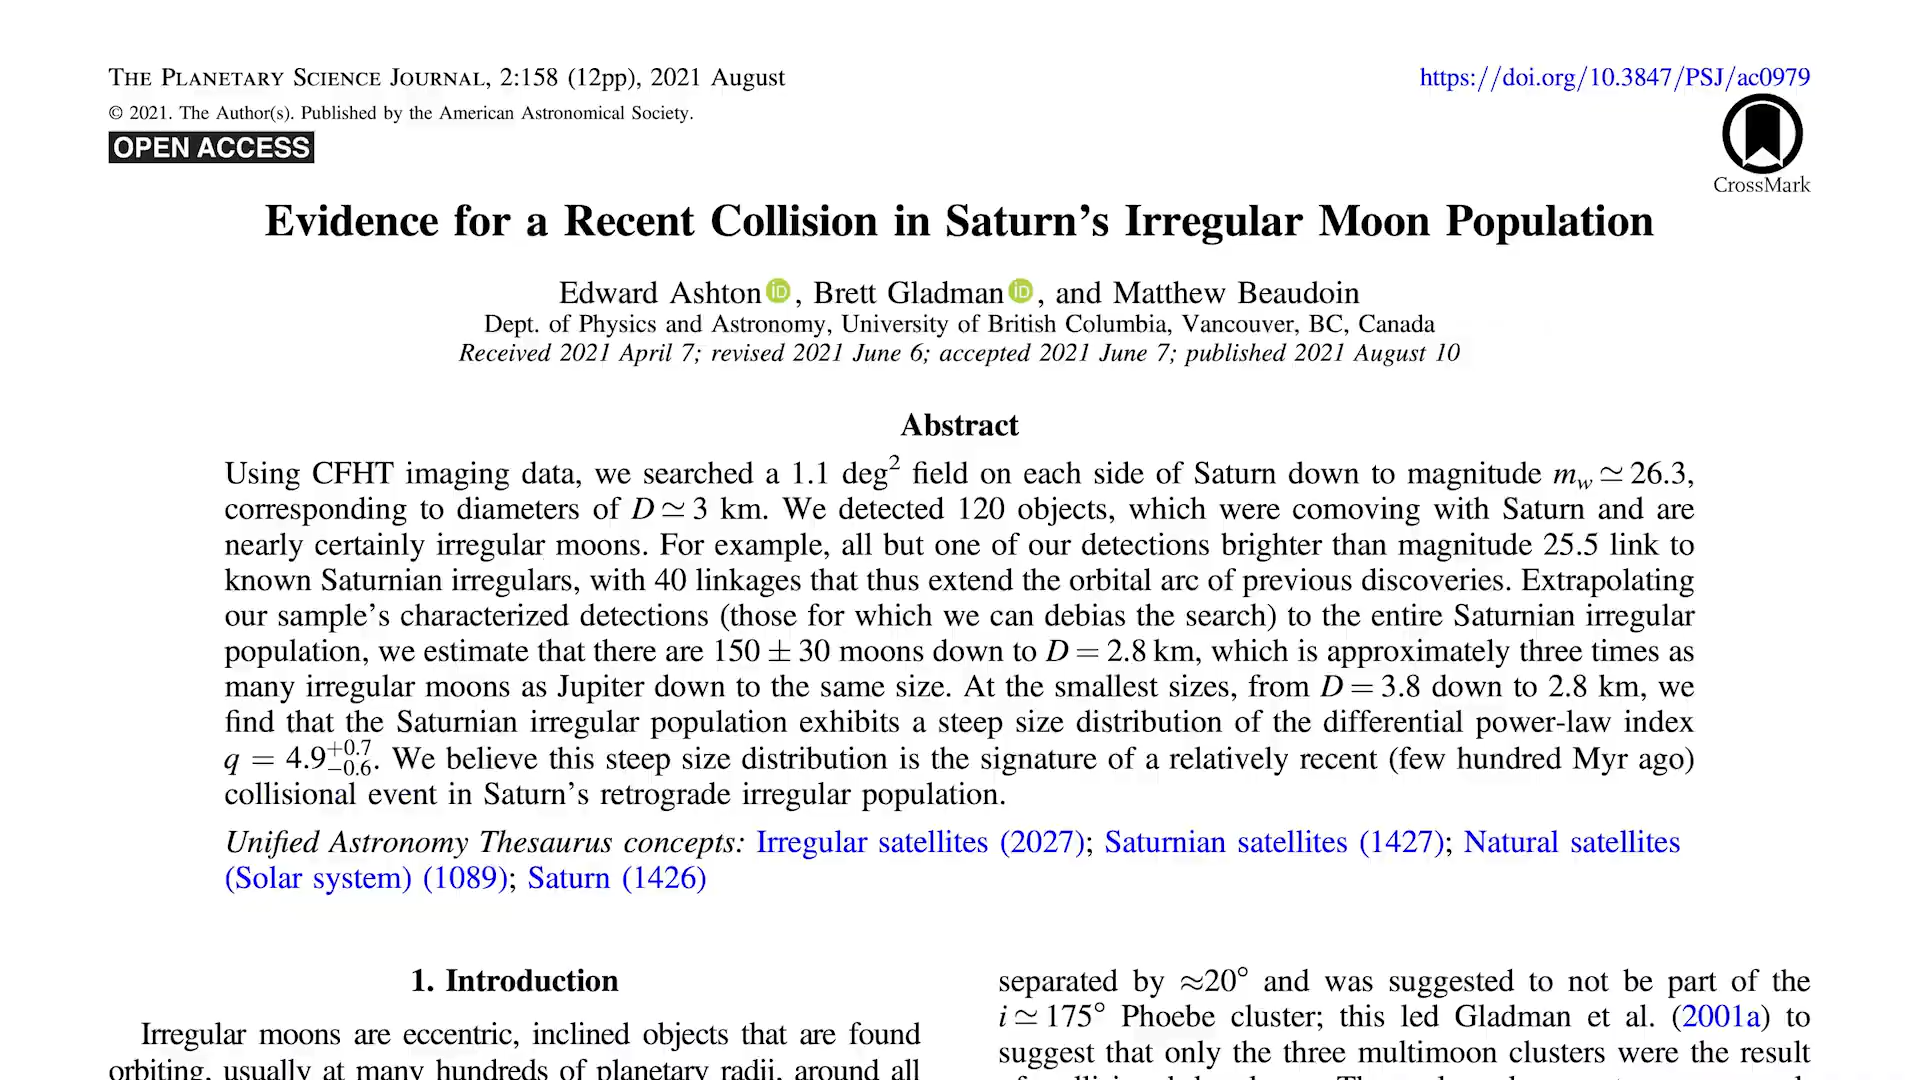 THE PLANETARY SCIENCE JOURNAL, 2:158 (12pp), 2021 August
https://doi.org/10.3847/PSJ/ac0979
© 2021. The Author(s). Published by the American Astronomical Society.
OPEN ACCESS
CrossMark
Evidence for a Recent Collision in Saturn’s Irregular Moon Population
Edward Ashton iD, Brett Gladman iD, and Matthew Beaudoin
Dept. of Physics and Astronomy, University of British Columbia, Vancouver, BC, Canada
Received 2021 April 7; revised 2021 June 6; accepted 2021 June 7; published 2021 August 10
Abstract
Using CFHT imaging data, we searched a 1.1 deg² field on each side of Saturn down to magnitude m_w ≃ 26.3,
corresponding to diameters of D ≃ 3 km. We detected 120 objects, which were comoving with Saturn and are
nearly certainly irregular moons. For example, all but one of our detections brighter than magnitude 25.5 link to
known Saturnian irregulars, with 40 linkages that thus extend the orbital arc of previous discoveries. Extrapolating
our sample’s characterized detections (those for which we can debias the search) to the entire Saturnian irregular
population, we estimate that there are 150 ± 30 moons down to D = 2.8 km, which is approximately three times as
many irregular moons as Jupiter down to the same size. At the smallest sizes, from D = 3.8 down to 2.8 km, we
find that the Saturnian irregular population exhibits a steep size distribution of the differential power-law index
q = 4.9+0.7−0.6. We believe this steep size distribution is the signature of a relatively recent (few hundred Myr ago)
collisional event in Saturn’s retrograde irregular population.
Unified Astronomy Thesaurus concepts: Irregular satellites (2027); Saturnian satellites (1427); Natural satellites
(Solar system) (1089); Saturn (1426)
1. Introduction
Irregular moons are eccentric, inclined objects that are found
orbiting, usually at many hundreds of planetary radii, around all
separated by ≈20° and was suggested to not be part of the
i ≃ 175° Phoebe cluster; this led Gladman et al. (2001a) to
suggest that only the three multimoon clusters were the result